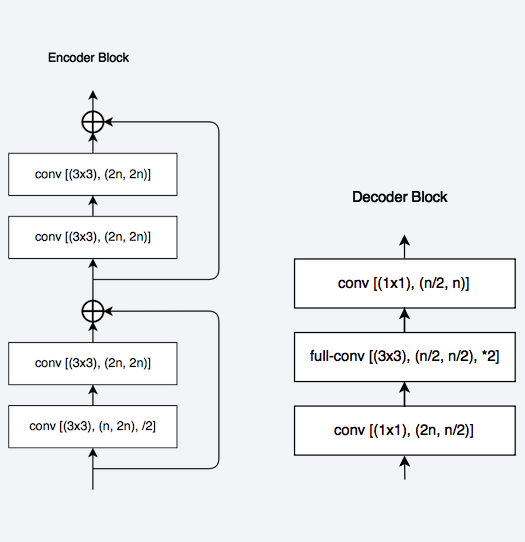 Encoder Block
conv [(3x3), (2n, 2n)]
conv [(3x3), (2n, 2n)]
conv [(3x3), (2n, 2n)]
conv [(3x3), (n, 2n), /2]
Decoder Block
conv [(1x1), (n/2, n)]
full-conv [(3x3), (n/2, n/2), *2]
conv [(1x1), (2n, n/2)]